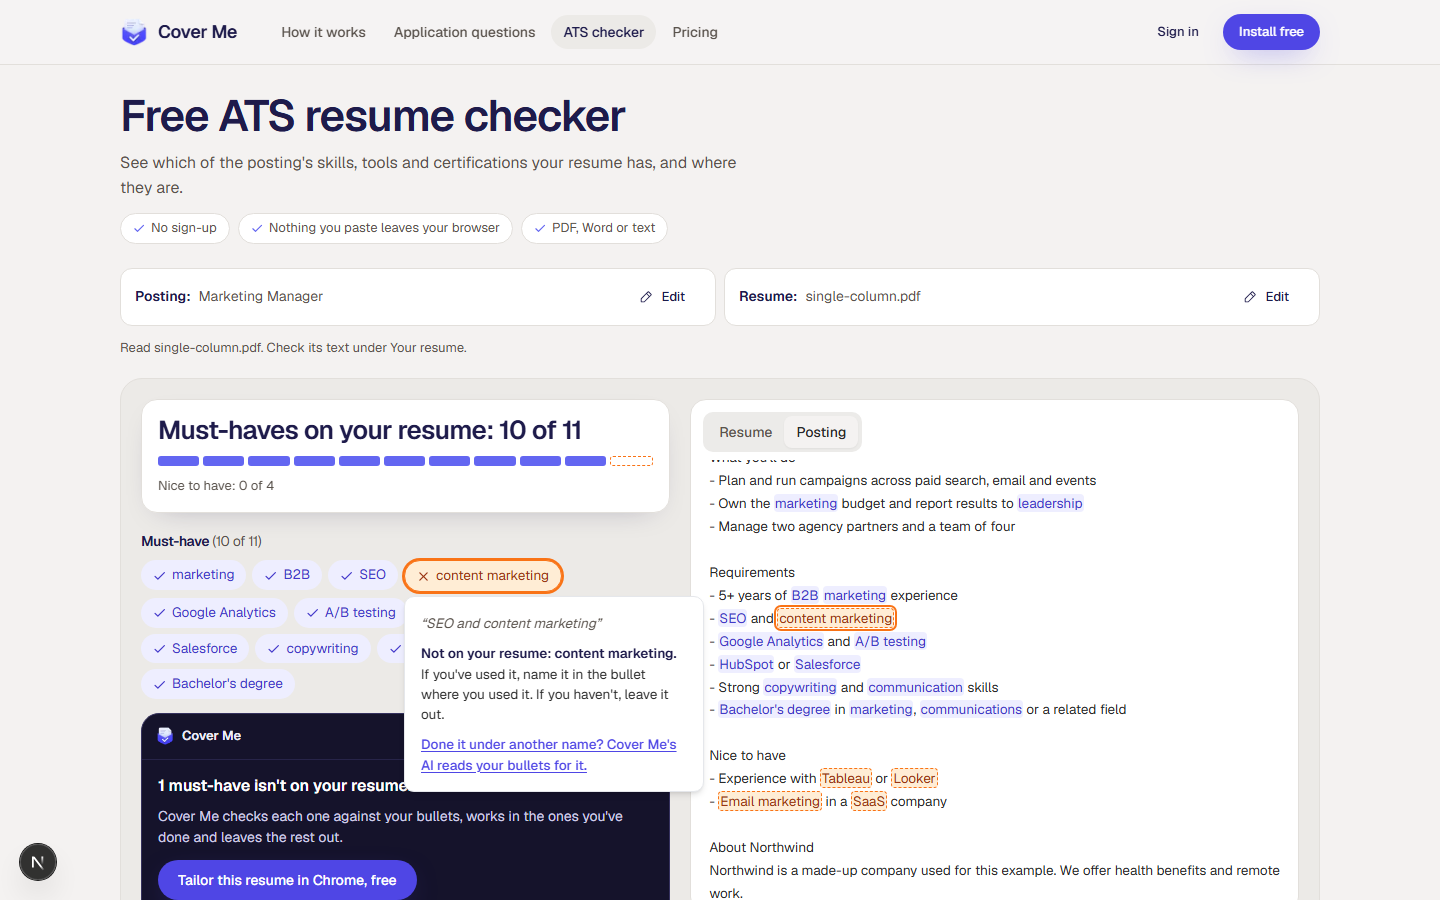 Cover Me
How it works
Application questions
ATS checker
Pricing
Sign in
Install free
Free ATS resume checker
See which of the posting's skills, tools and certifications your resume has, and where
they are.
No sign-up
Nothing you paste leaves your browser
PDF, Word or text
Posting: Marketing Manager
Edit
Resume: single-column.pdf
Edit
Read single-column.pdf. Check its text under Your resume.
Must-haves on your resume: 10 of 11
Nice to have: 0 of 4
Must-have (10 of 11)
marketing
B2B
SEO
content marketing
Google Analytics
A/B testing
Salesforce
copywriting
Bachelor's degree
“SEO and content marketing”
Not on your resume: content marketing.
If you've used it, name it in the bullet
where you used it. If you haven't, leave it
out.
Done it under another name? Cover Me's
AI reads your bullets for it.
Cover Me
1 must-have isn't on your resume
Cover Me checks each one against your bullets, works in the ones you've
done and leaves the rest out.
Tailor this resume in Chrome, free
Resume
Posting
What you'll do
- Plan and run campaigns across paid search, email and events
- Own the marketing budget and report results to leadership
- Manage two agency partners and a team of four
Requirements
- 5+ years of B2B marketing experience
- SEO and content marketing
- Google Analytics and A/B testing
- HubSpot or Salesforce
- Strong copywriting and communication skills
- Bachelor's degree in marketing, communications or a related field
Nice to have
- Experience with Tableau or Looker
- Email marketing in a SaaS company
About Northwind
Northwind is a made-up company used for this example. We offer health benefits and remote
work.
N